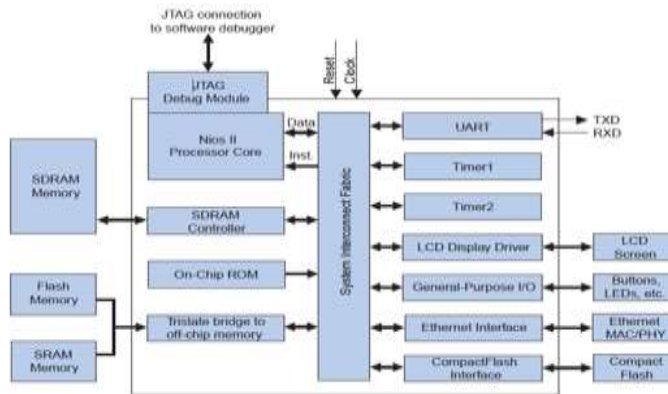 JTAG connection
to software debugger
Reset
Clock
JTAG
Debug Module
Nios II
Processor Core
Data
Inst.
SDRAM
Memory
SDRAM
Controller
On-Chip ROM
Flash
Memory
SRAM
Memory
Tristate bridge to
off-chip memory
System Interconnect Fabric
UART
TXD
RXD
Timer1
Timer2
LCD Display Driver
LCD
Screen
General-Purpose I/O
Buttons,
LEDs, etc.
Ethernet Interface
Ethernet
MAC/PHY
CompactFlash
Interface
Compact
Flash